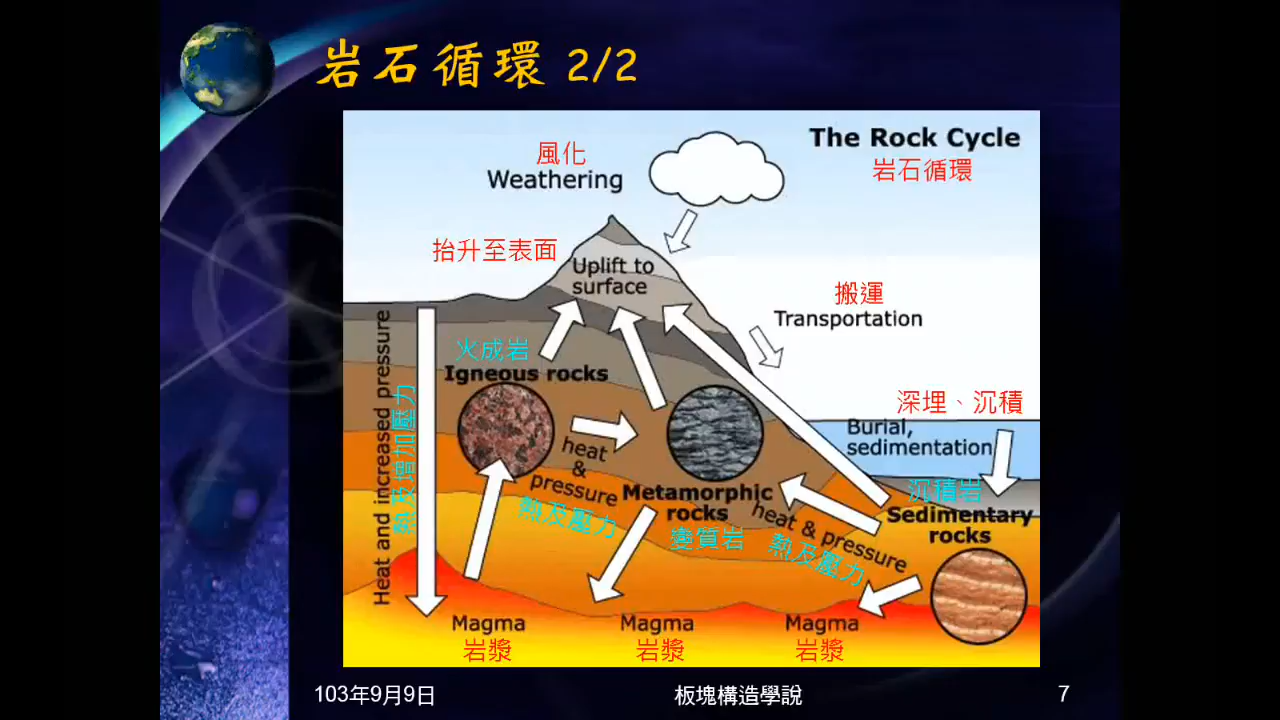 岩石循環 2/2
The Rock Cycle
岩石循環
風化
Weathering
抬升至表面
Uplift to
surface
搬運
Transportation
火成岩
Igneous rocks
深埋、沉積
Burial,
sedimentation
Heat and increased pressure
熱及增加壓力
heat
&
pressure
熱及壓力
Metamorphic
rocks
變質岩
heat & pressure
熱及壓力
沉積岩
Sedimentary
rocks
Magma
岩漿
Magma
岩漿
Magma
岩漿
103年9月9日
板塊構造學說
7